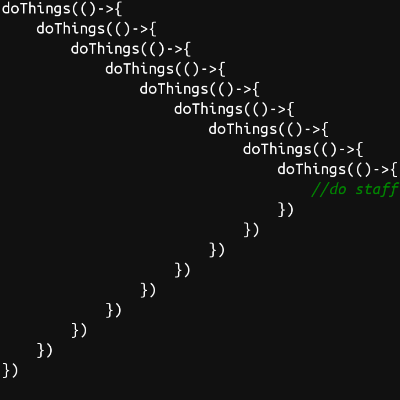 doThings(()->{
    doThings(()->{
        doThings(()->{
            doThings(()->{
                doThings(()->{
                    doThings(()->{
                        doThings(()->{
                            doThings(()->{
                                doThings(()->{
                                    //do staff
                                })
                            })
                        })
                    })
                })
            })
        })
    })
})